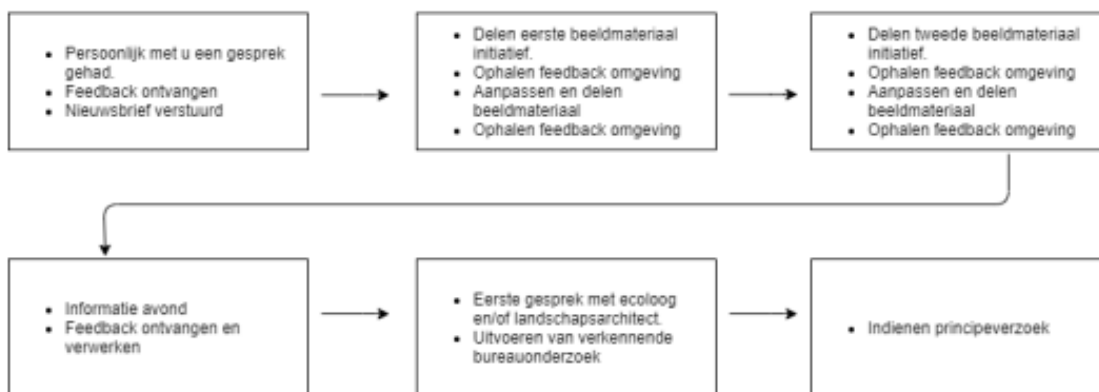 • Persoonlijk met u een gesprek
gehad.
• Feedback ontvangen
• Nieuwsbrief verstuurd
• Delen eerste beeldmateriaal
initiatief.
• Ophalen feedback omgeving
• Aanpassen en delen
beeldmateriaal
• Ophalen feedback omgeving
• Delen tweede beeldmateriaal
initiatief.
• Ophalen feedback omgeving
• Aanpassen en delen
beeldmateriaal
• Ophalen feedback omgeving
• Informatie avond
• Feedback ontvangen en
verwerken
• Eerste gesprek met ecoloog
en/of landschapsarchitect.
• Uitvoeren van verkennende
bureauonderzoek
• Indienen principeverzoek